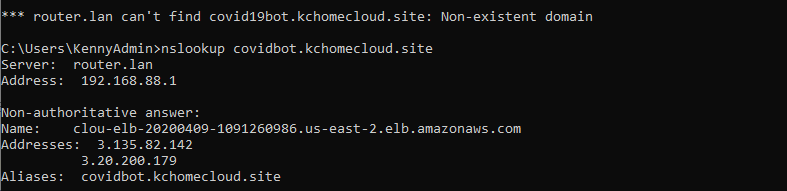 *** router.lan can't find covid19bot.kchomecloud.site: Non-existent domain
C:\Users\KennyAdmin>nslookup covidbot.kchomecloud.site
Server:  router.lan
Address:  192.168.88.1
Non-authoritative answer:
Name:    clou-elb-20200409-1091260986.us-east-2.elb.amazonaws.com
Addresses:  3.135.82.142
3.20.200.179
Aliases:  covidbot.kchomecloud.site